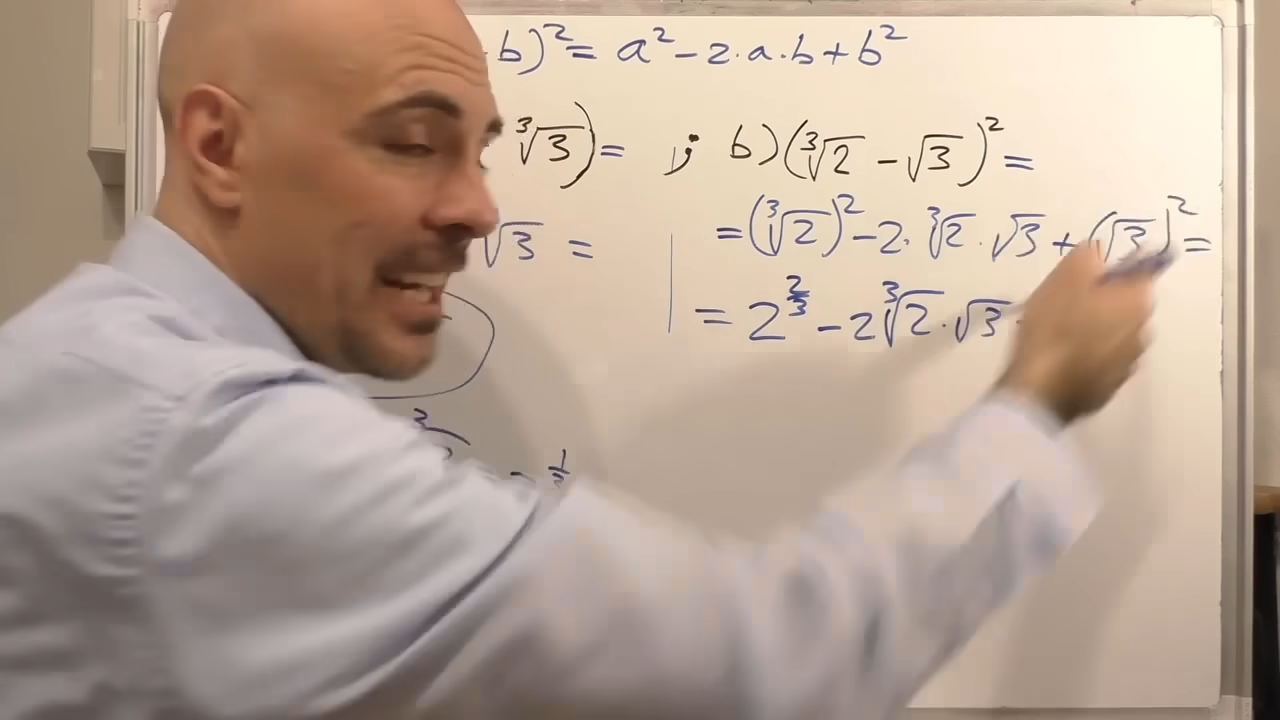 b)² = a² - 2·a·b + b²
∛3) = ; b) (∛2 - √3)² =
√3 =
= (∛2)² - 2·∛2·√3 + (√3)² =
= 2^(2/3) - 2∛2·√3